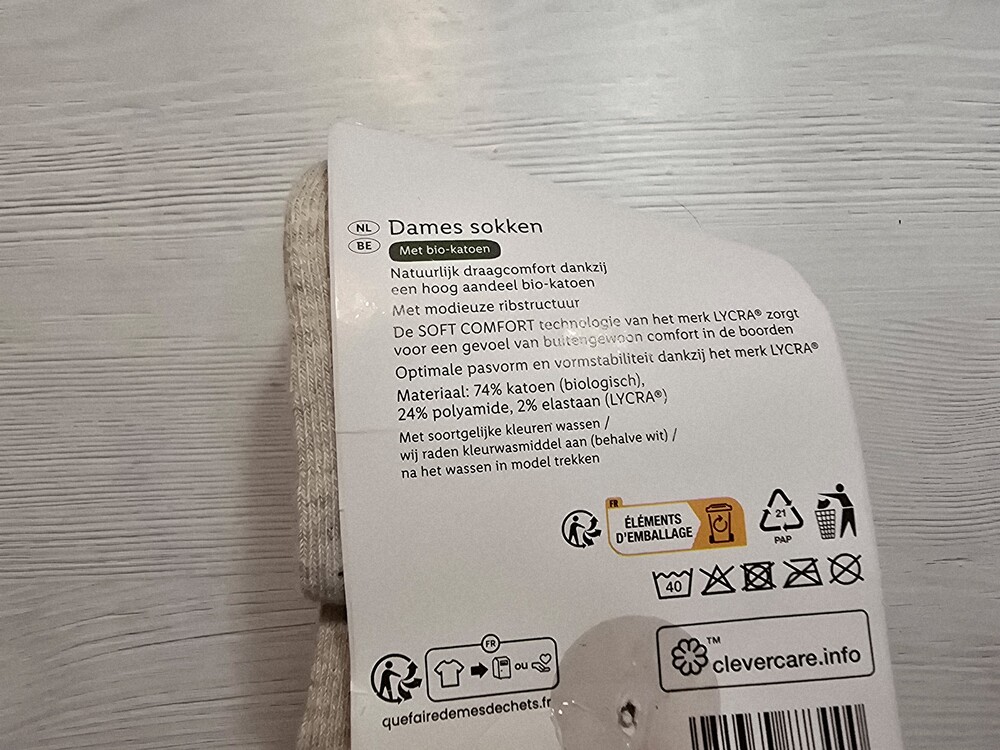 NL
BE
Dames sokken
Met bio-katoen
Natuurlijk draagcomfort dankzij
een hoog aandeel bio-katoen
Met modieuze ribstructuur
De SOFT COMFORT technologie van het merk LYCRA® zorgt
voor een gevoel van buitengewoon comfort in de boorden
Optimale pasvorm en vormstabiliteit dankzij het merk LYCRA®
Materiaal: 74% katoen (biologisch),
24% polyamide, 2% elastaan (LYCRA®)
Met soortgelijke kleuren wassen /
wij raden kleurwasmiddel aan (behalve wit) /
na het wassen in model trekken
FR
ÉLÉMENTS
D'EMBALLAGE
21
PAP
40
™
clevercare.info
FR
ou
quefairedemesdechets.fr